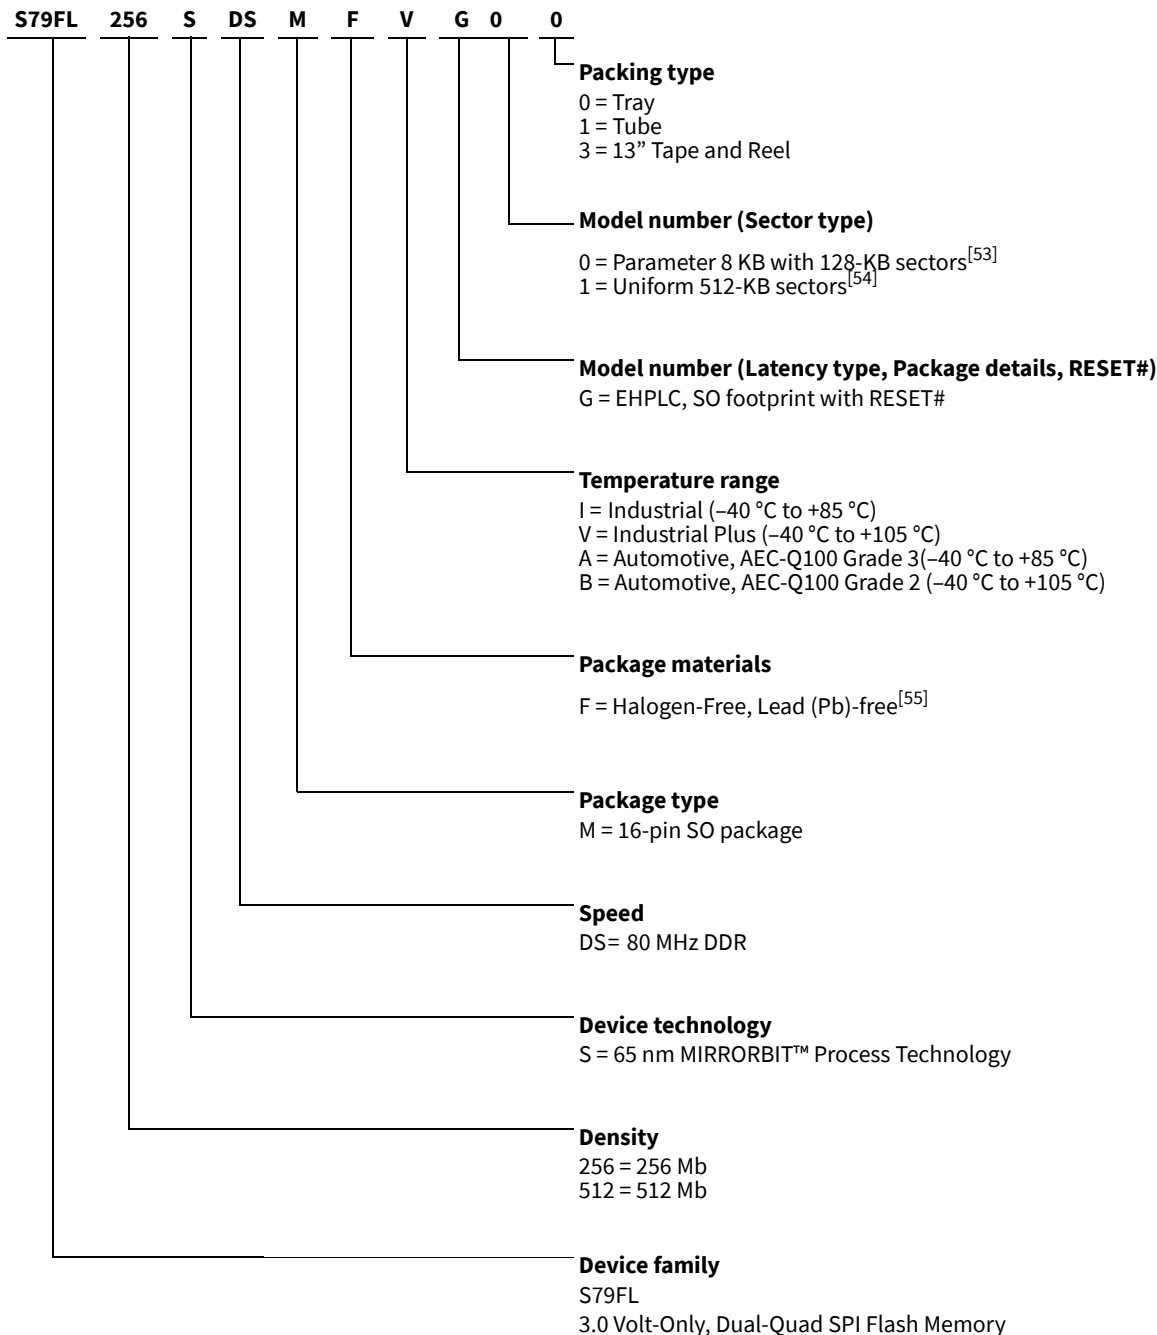 S79FL 256 S DS M F V G 0 0
Packing type
0 = Tray
1 = Tube
3 = 13” Tape and Reel
Model number (Sector type)
0 = Parameter 8 KB with 128-KB sectors[53]
1 = Uniform 512-KB sectors[54]
Model number (Latency type, Package details, RESET#)
G = EHPLC, SO footprint with RESET#
Temperature range
I = Industrial (–40 °C to +85 °C)
V = Industrial Plus (–40 °C to +105 °C)
A = Automotive, AEC-Q100 Grade 3(–40 °C to +85 °C)
B = Automotive, AEC-Q100 Grade 2 (–40 °C to +105 °C)
Package materials
F = Halogen-Free, Lead (Pb)-free[55]
Package type
M = 16-pin SO package
Speed
DS= 80 MHz DDR
Device technology
S = 65 nm MIRRORBIT™ Process Technology
Density
256 = 256 Mb
512 = 512 Mb
Device family
S79FL
3.0 Volt-Only, Dual-Quad SPI Flash Memory